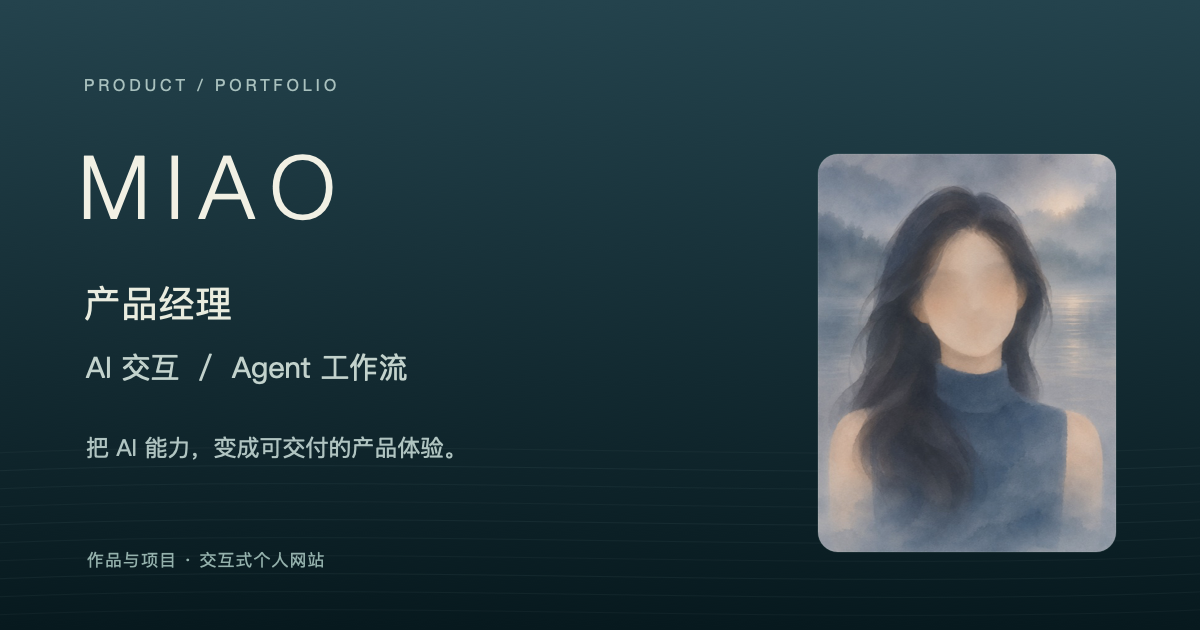 PRODUCT / PORTFOLIO
MIAO
产品经理
AI 交互 / Agent 工作流
把 AI 能力，变成可交付的产品体验。
作品与项目 · 交互式个人网站